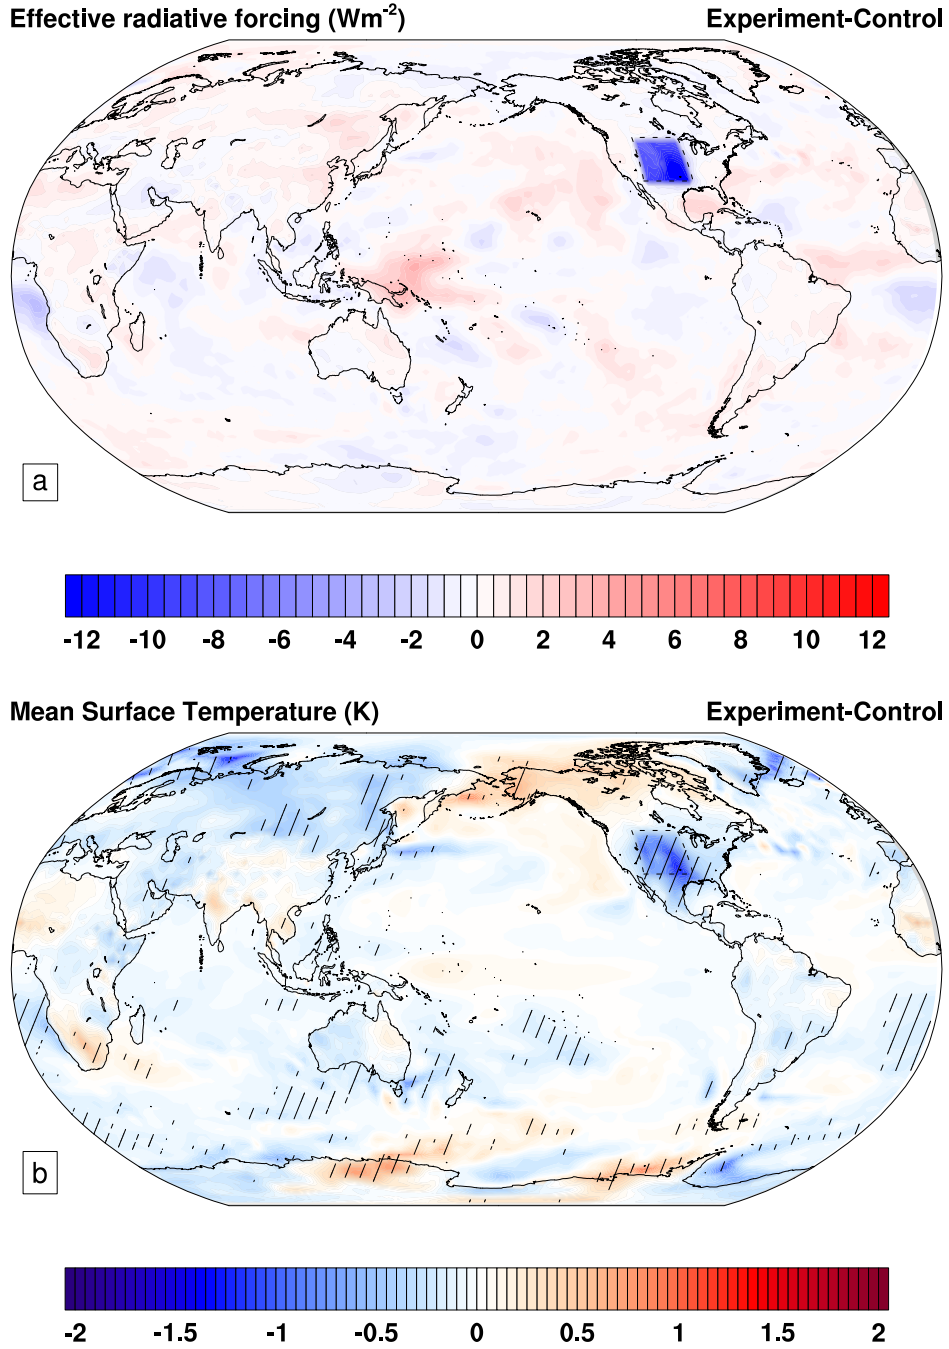 Effective radiative forcing (Wm-2) Experiment-Control
a
-12 -10 -8 -6 -4 -2 0 2 4 6 8 10 12
Mean Surface Temperature (K) Experiment-Control
b
-2 -1.5 -1 -0.5 0 0.5 1 1.5 2